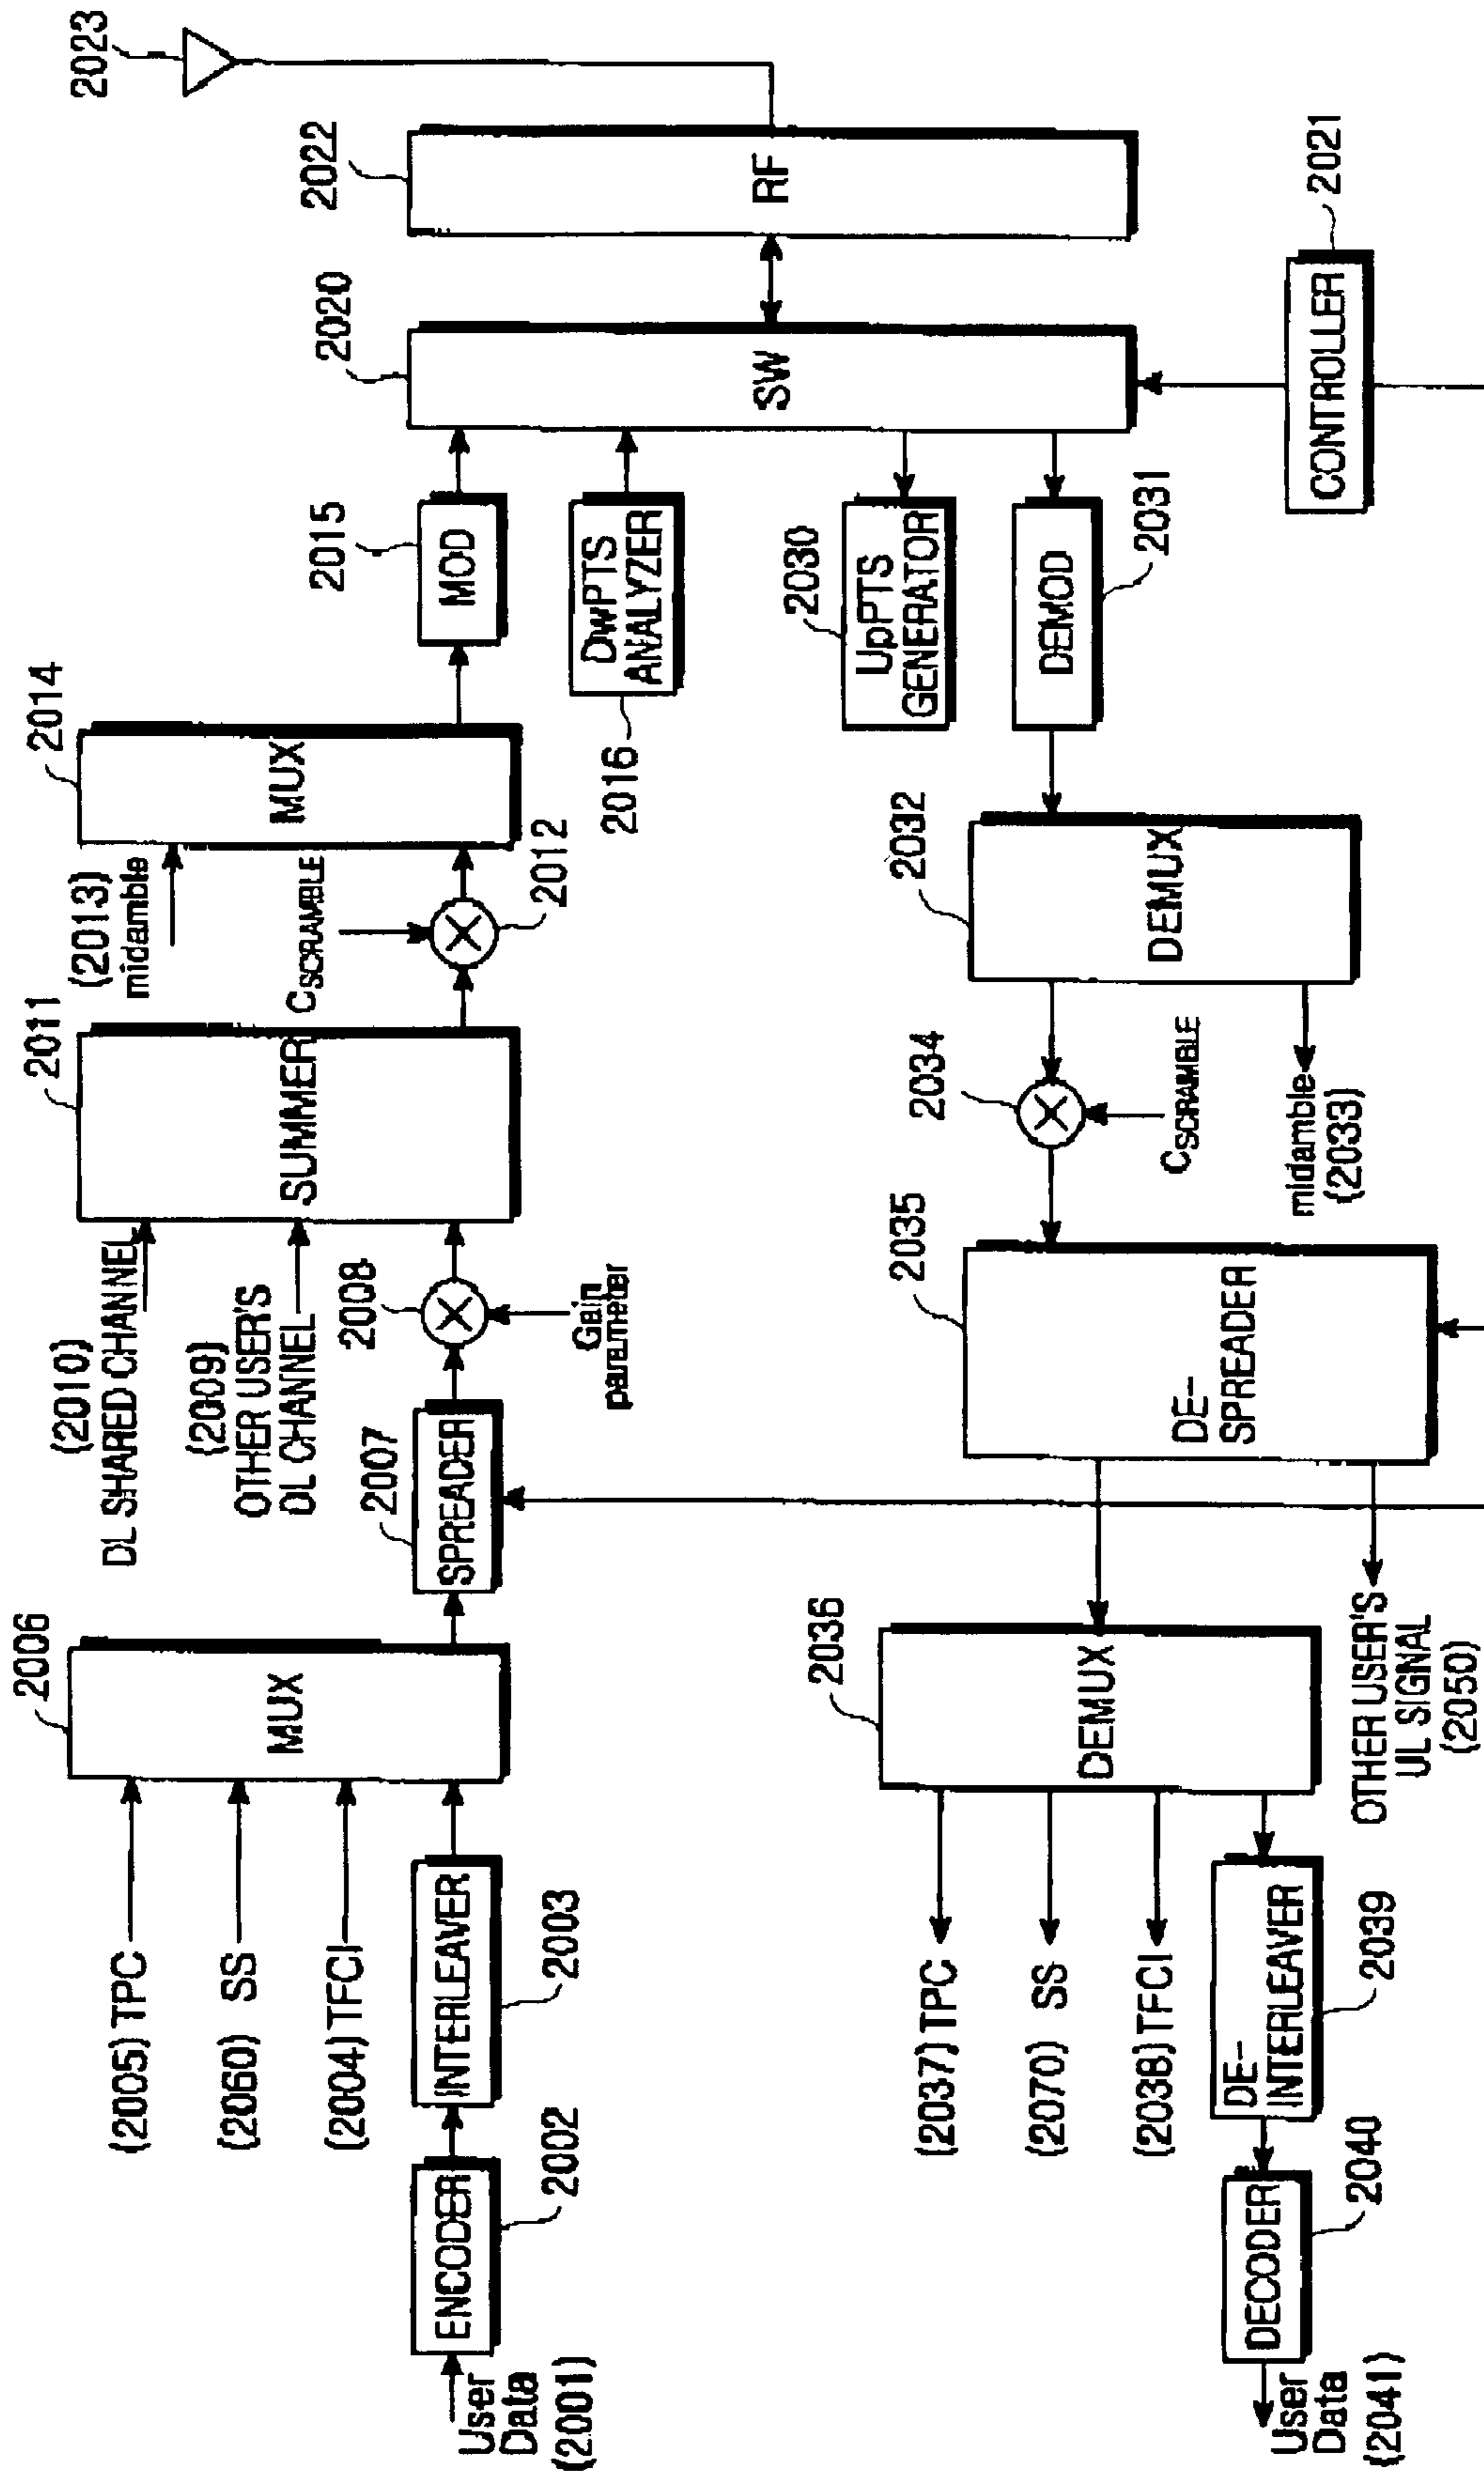 2023
2022
RF
2020
SW
2021
CONTROLLER
2015
MOD
DwPTS
ANALYZER
2016
2030
UpPTS
GENERATOR
DEMOD
2031
2014
MUX
(2013)
midamble
CSCRAMBLE
2012
2011
SUMMER
(2010)
DL SHARED CHANNEL
(2009)
OTHER USER'S
DL CHANNEL
2008
Gain
parameter
2007
SPREADER
2006
MUX
(2005) TPC
(2060) SS
(2004) TFCI
INTERLEAVER
2003
ENCODER
2002
User
Data
(2001)
2032
DEMUX
2034
CSCRAMBLE
midamble
(2033)
2035
DE-
SPREADER
2036
DEMUX
OTHER USER'S
UL SIGNAL
(2050)
(2037) TPC
(2070) SS
(2038) TFCI
DE-
INTERLEAVER
2039
DECODER
2040
User
Data
(2041)